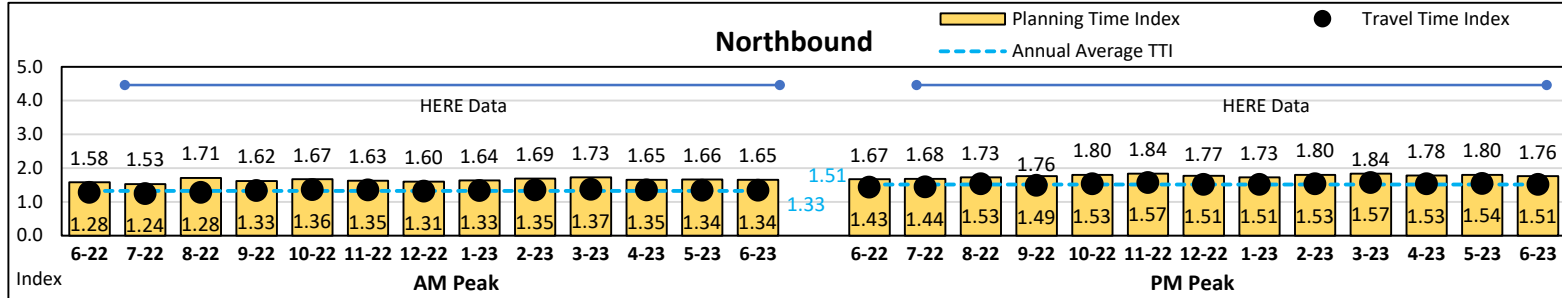 Northbound
Planning Time Index
Travel Time Index
Annual Average TTI
5.0
4.0
3.0
2.0
1.0
0.0
HERE Data
HERE Data
1.58 1.53 1.71 1.62 1.67 1.63 1.60 1.64 1.69 1.73 1.65 1.66 1.65
1.67 1.68 1.73 1.76 1.80 1.84 1.77 1.73 1.80 1.84 1.78 1.80 1.76
1.51
1.33
1.28 1.24 1.28 1.33 1.36 1.35 1.31 1.33 1.35 1.37 1.35 1.34 1.34
1.43 1.44 1.53 1.49 1.53 1.57 1.51 1.51 1.53 1.57 1.53 1.54 1.51
6-22 7-22 8-22 9-22 10-22 11-22 12-22 1-23 2-23 3-23 4-23 5-23 6-23
6-22 7-22 8-22 9-22 10-22 11-22 12-22 1-23 2-23 3-23 4-23 5-23 6-23
Index
AM Peak
PM Peak